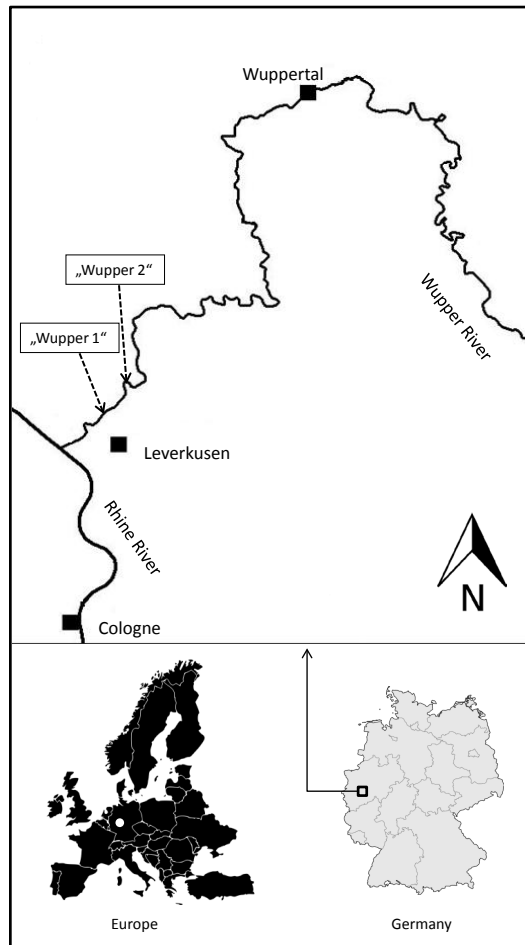 Wuppertal
„Wupper 2“
„Wupper 1“
Wupper River
Leverkusen
Rhine River
N
Cologne
Europe
Germany